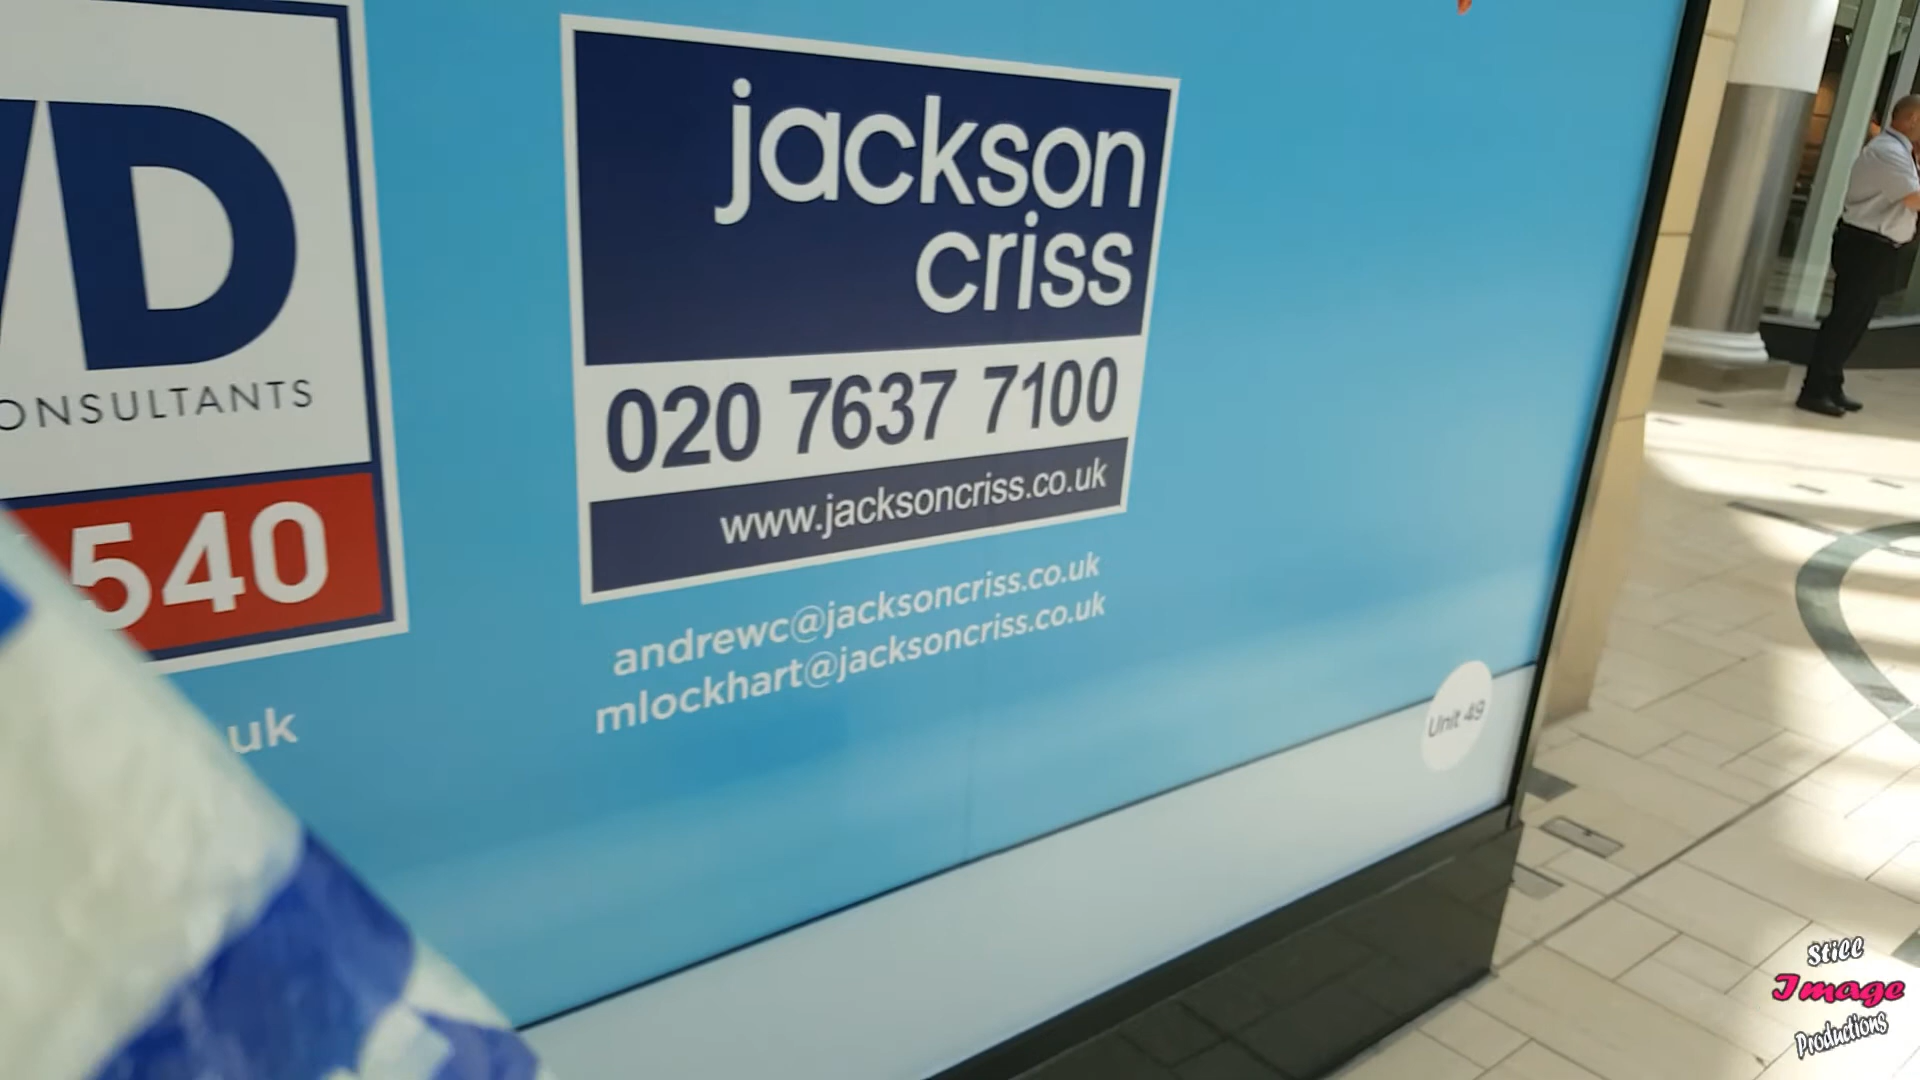 D
ONSULTANTS
540
uk
jackson
criss
020 7637 7100
www.jacksoncriss.co.uk
andrewc@jacksoncriss.co.uk
mlockhart@jacksoncriss.co.uk
Unit 49
Still
Image
Productions